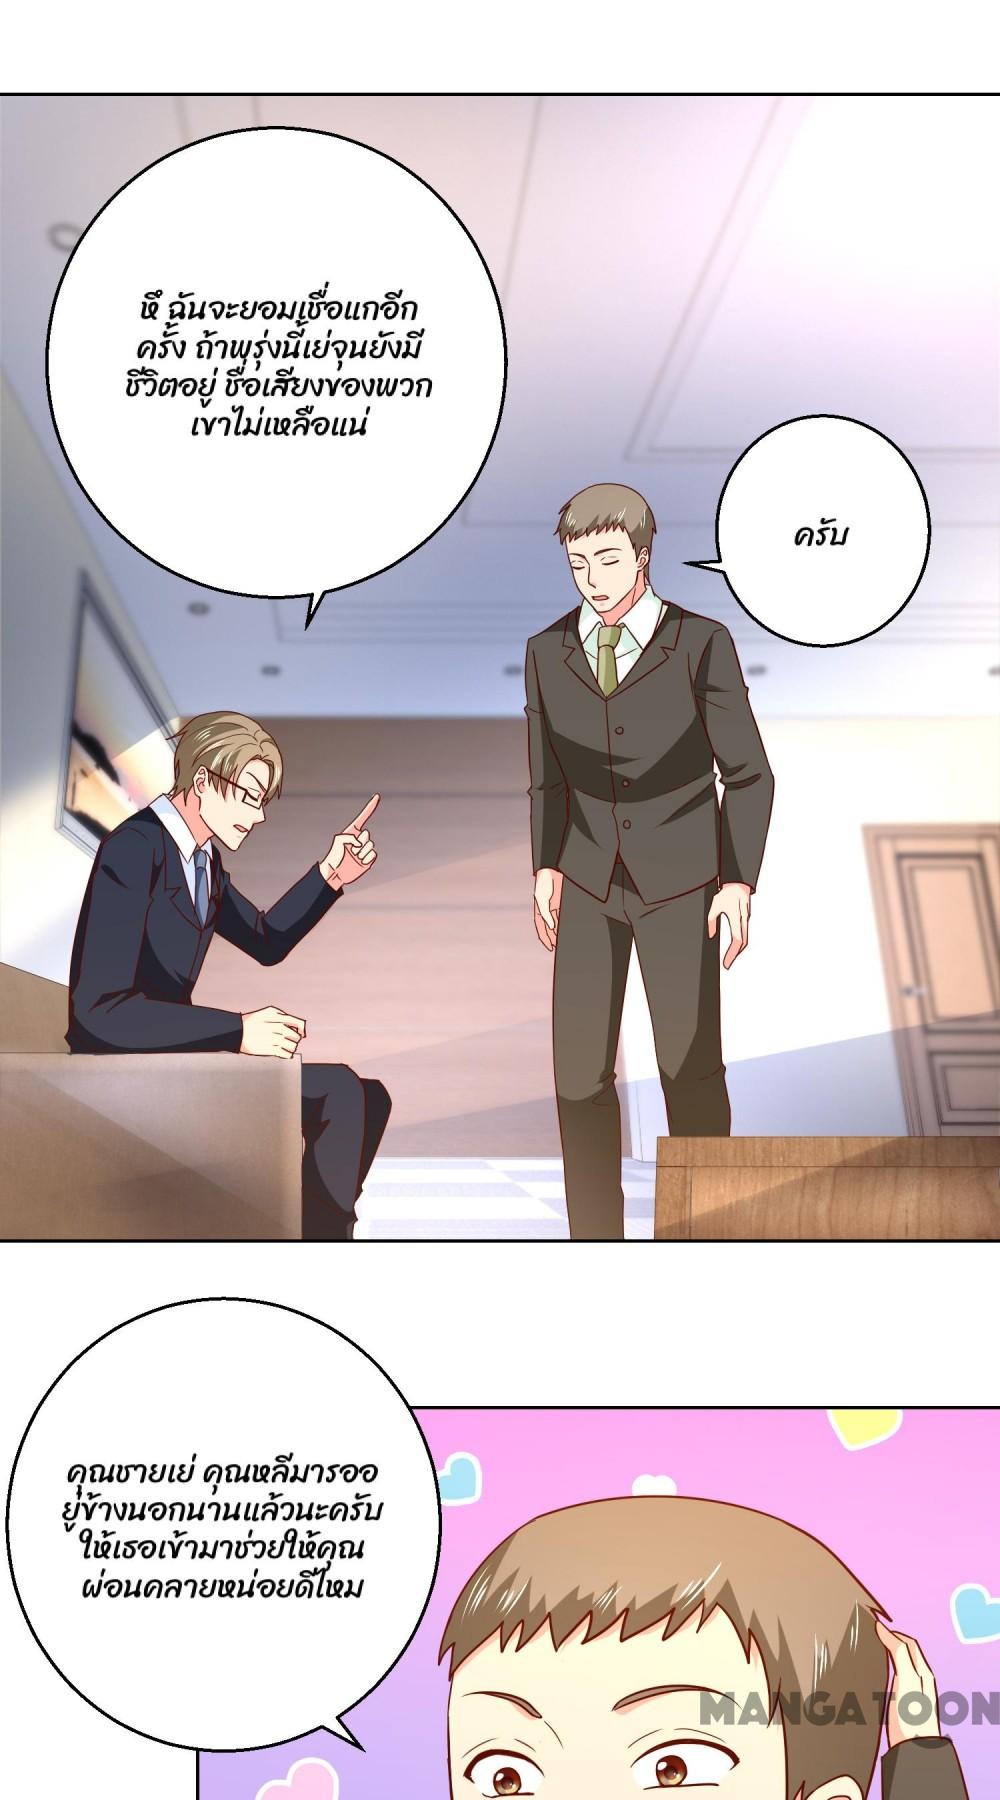 หึ ฉันจะยอมเชื่อแกอีก
ครั้ง ถ้าพรุ่งนี้เย่จุนยังมี
ชีวิตอยู่ ชื่อเสียงของพวก
เขาไม่เหลือแน่
ครับ
คุณชายเย่ คุณหลีมารออ
ยู่ข้างนอกนานแล้วนะครับ
ให้เธอเข้ามาช่วยให้คุณ
ผ่อนคลายหน่อยดีไหม
MANGATOON